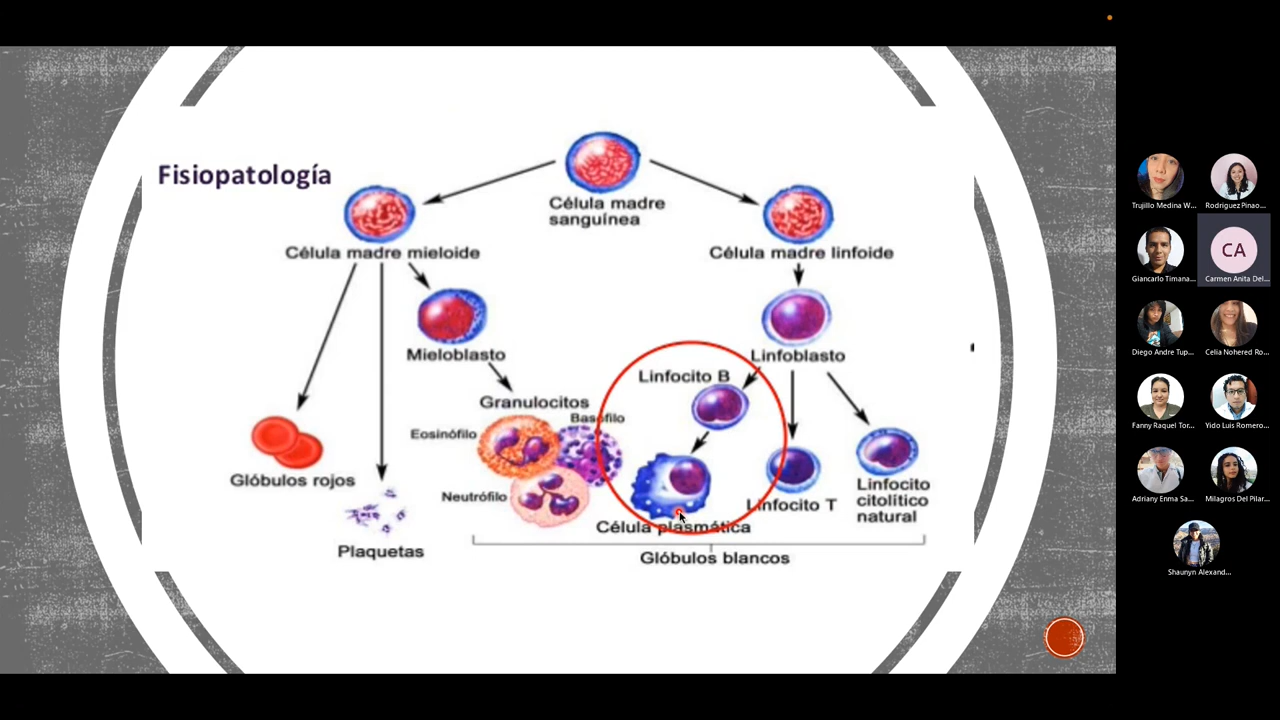 Fisiopatología
Célula madre
sanguínea
Célula madre mieloide
Célula madre linfoide
Mieloblasto
Linfoblasto
Linfocito B
Granulocitos
Basófilo
Eosinófilo
Neutrófilo
Glóbulos rojos
Plaquetas
Célula plasmática
Linfocito T
Linfocito
citolítico
natural
Glóbulos blancos
Trujillo Medina W...
Rodriguez Pinao...
CA
Giancarlo Timana...
Carmen Anita Del...
Diego Andre Tup...
Celia Nohered Ro...
Fanny Raquel Tor...
Yido Luis Romero...
Adriany Enma Sa...
Milagros Del Pilar...
Shaunyn Alexand...